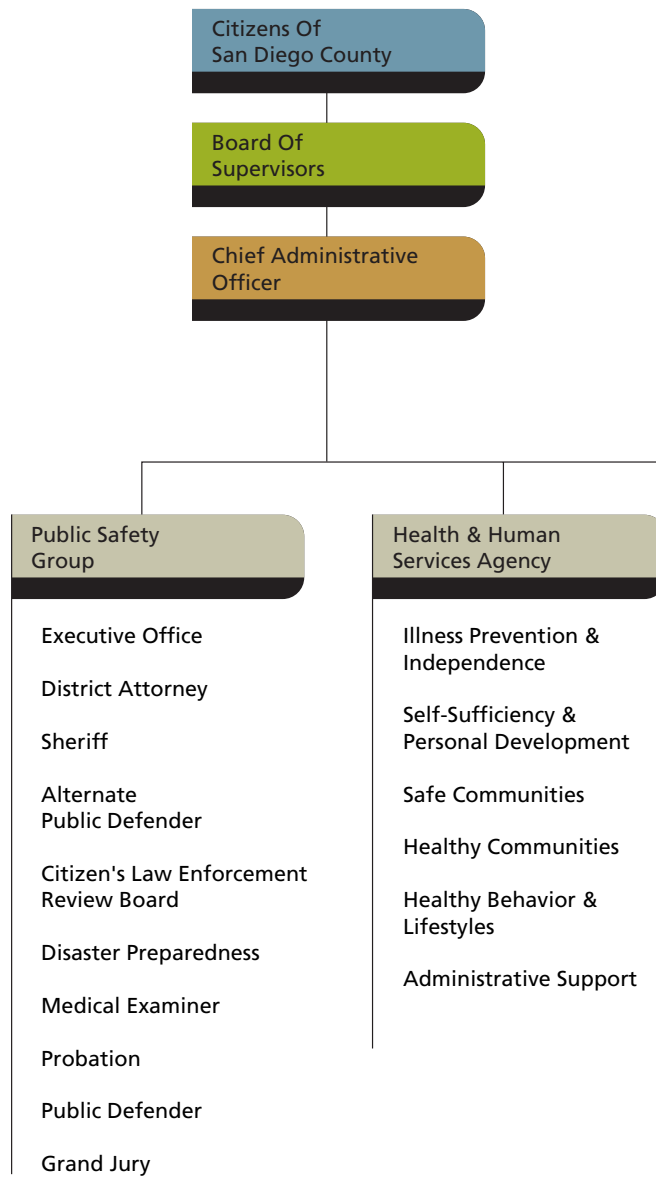 Citizens Of
San Diego County
Board Of
Supervisors
Chief Administrative
Officer
Public Safety
Group
Executive Office
District Attorney
Sheriff
Alternate
Public Defender
Citizen's Law Enforcement
Review Board
Disaster Preparedness
Medical Examiner
Probation
Public Defender
Grand Jury
Health & Human
Services Agency
Illness Prevention &
Independence
Self-Sufficiency &
Personal Development
Safe Communities
Healthy Communities
Healthy Behavior &
Lifestyles
Administrative Support